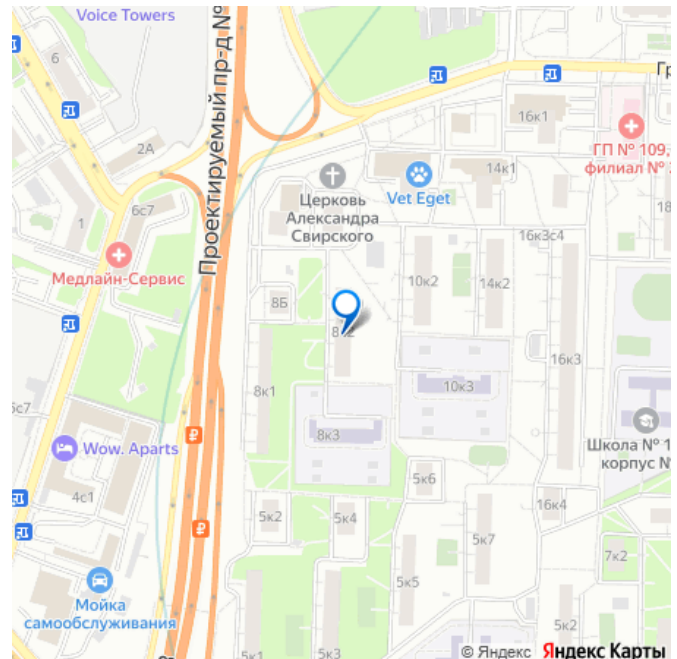 Voice Towers
6
Проектируемый пр-д №
Гр
16к1
2А
ГП № 109,
филиал №
Церковь
Александра
Свирского
Vet Eget
14к1
18
6с7
1
Медлайн-Сервис
16к3с4
8Б
10к2
14к2
8к2
16к3
8к1
10к3
8к3
Школа № 1
корпус №
6с7
Wow. Aparts
4с1
5к6
16к4
5к2
5к4
5к7
7к2
5к5
Мойка
самообслуживания
5к1
5к3
5к2
© Яндекс Яндекс Карты